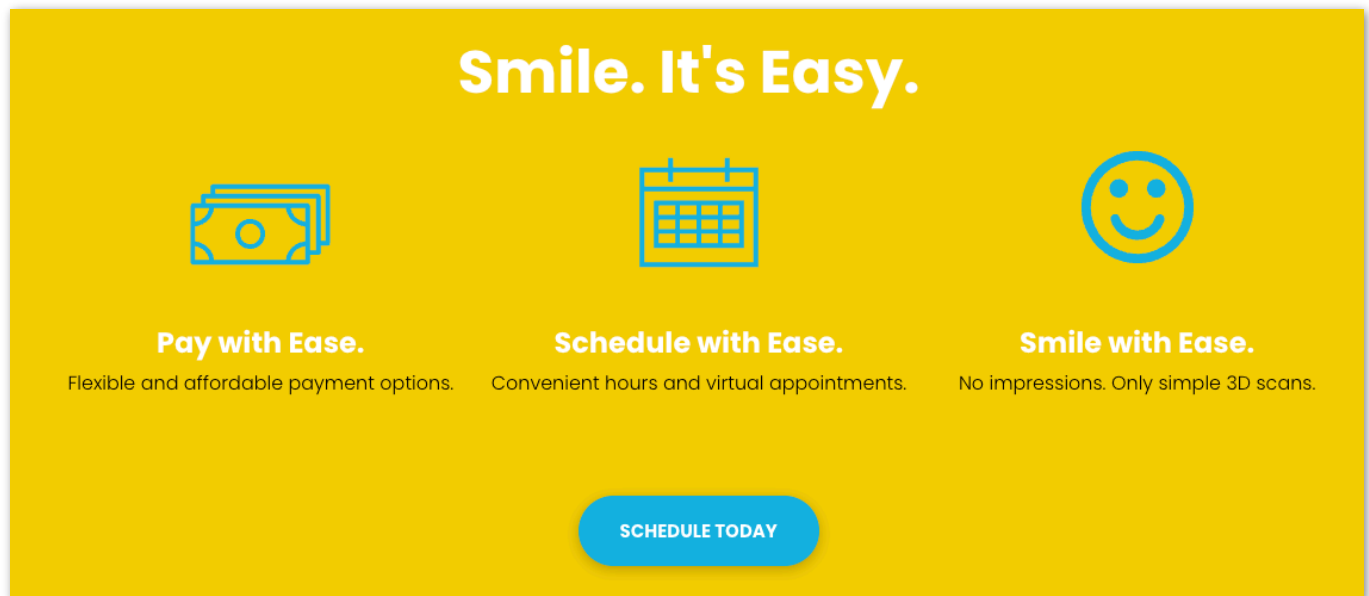 Smile. It's Easy.
Pay with Ease.
Flexible and affordable payment options.
Schedule with Ease.
Convenient hours and virtual appointments.
Smile with Ease.
No impressions. Only simple 3D scans.
SCHEDULE TODAY